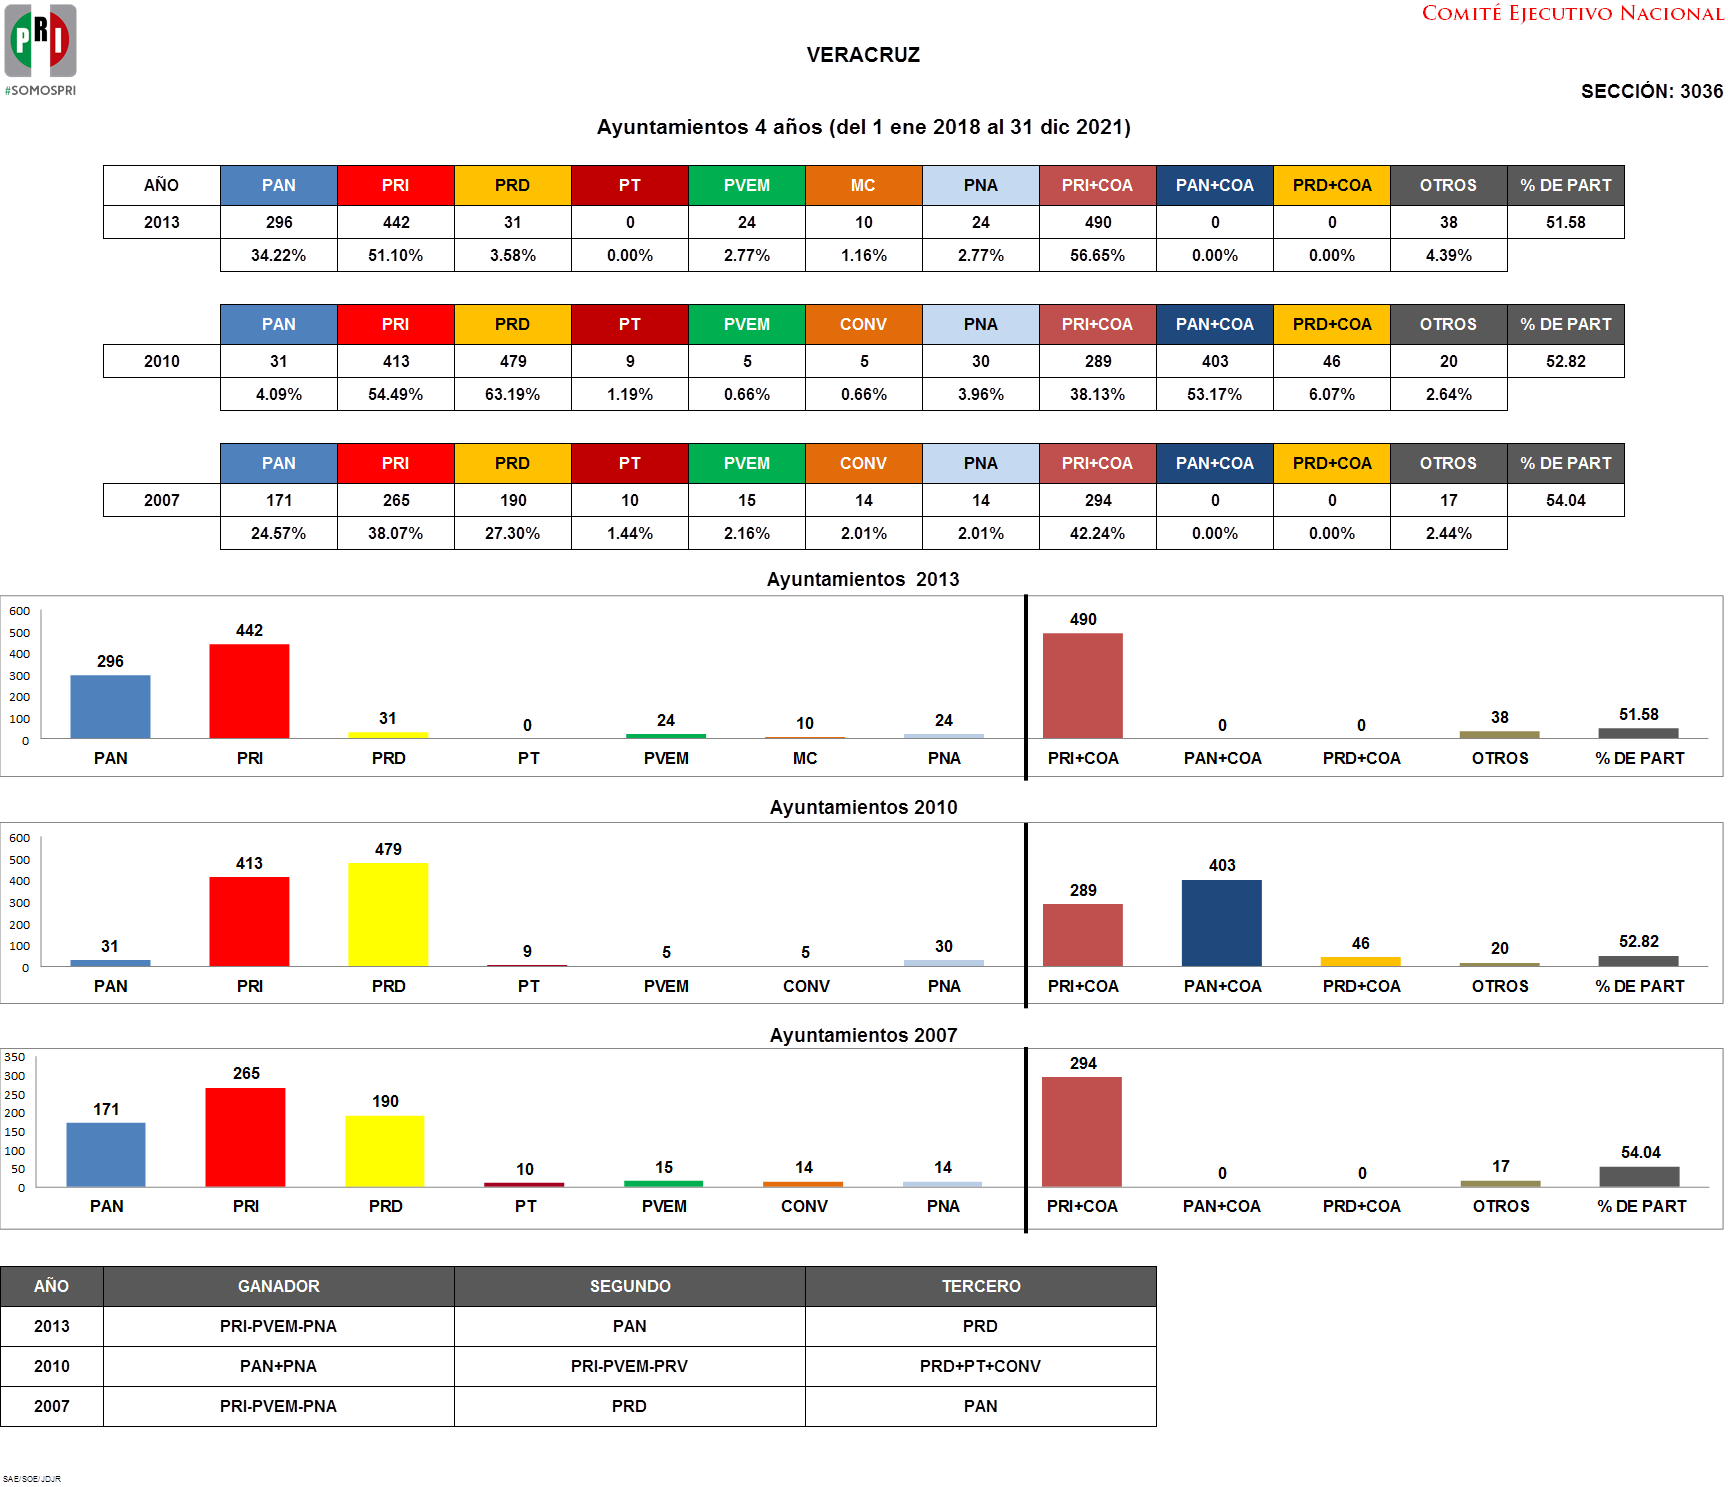 PRI
#SOMOSPRI
COMITÉ EJECUTIVO NACIONAL
VERACRUZ
SECCIÓN: 3036
Ayuntamientos 4 años (del 1 ene 2018 al 31 dic 2021)
AÑO PAN PRI PRD PT PVEM MC PNA PRI+COA PAN+COA PRD+COA OTROS % DE PART
2013 296 442 31 0 24 10 24 490 0 0 38 51.58
34.22% 51.10% 3.58% 0.00% 2.77% 1.16% 2.77% 56.65% 0.00% 0.00% 4.39%
PAN PRI PRD PT PVEM CONV PNA PRI+COA PAN+COA PRD+COA OTROS % DE PART
2010 31 413 479 9 5 5 30 289 403 46 20 52.82
4.09% 54.49% 63.19% 1.19% 0.66% 0.66% 3.96% 38.13% 53.17% 6.07% 2.64%
PAN PRI PRD PT PVEM CONV PNA PRI+COA PAN+COA PRD+COA OTROS % DE PART
2007 171 265 190 10 15 14 14 294 0 0 17 54.04
24.57% 38.07% 27.30% 1.44% 2.16% 2.01% 2.01% 42.24% 0.00% 0.00% 2.44%
Ayuntamientos 2013
600
500
400
300
200
100
0
296 442 31 0 24 10 24 490 0 0 38 51.58
PAN PRI PRD PT PVEM MC PNA PRI+COA PAN+COA PRD+COA OTROS % DE PART
Ayuntamientos 2010
600
500
400
300
200
100
0
31 413 479 9 5 5 30 289 403 46 20 52.82
PAN PRI PRD PT PVEM CONV PNA PRI+COA PAN+COA PRD+COA OTROS % DE PART
Ayuntamientos 2007
350
300
250
200
150
100
50
0
171 265 190 10 15 14 14 294 0 0 17 54.04
PAN PRI PRD PT PVEM CONV PNA PRI+COA PAN+COA PRD+COA OTROS % DE PART
AÑO GANADOR SEGUNDO TERCERO
2013 PRI-PVEM-PNA PAN PRD
2010 PAN+PNA PRI-PVEM-PRV PRD+PT+CONV
2007 PRI-PVEM-PNA PRD PAN
SAE/SOE/JDJR